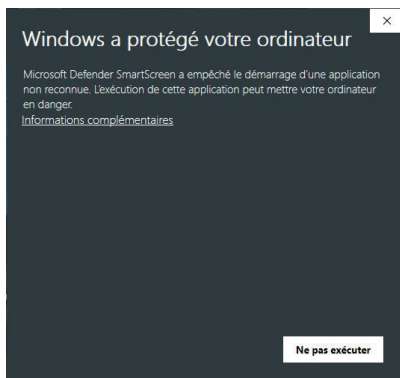 Windows a protégé votre ordinateur
Microsoft Defender SmartScreen a empêché le démarrage d'une application
non reconnue. L'exécution de cette application peut mettre votre ordinateur
en danger.
Informations complémentaires
Ne pas exécuter